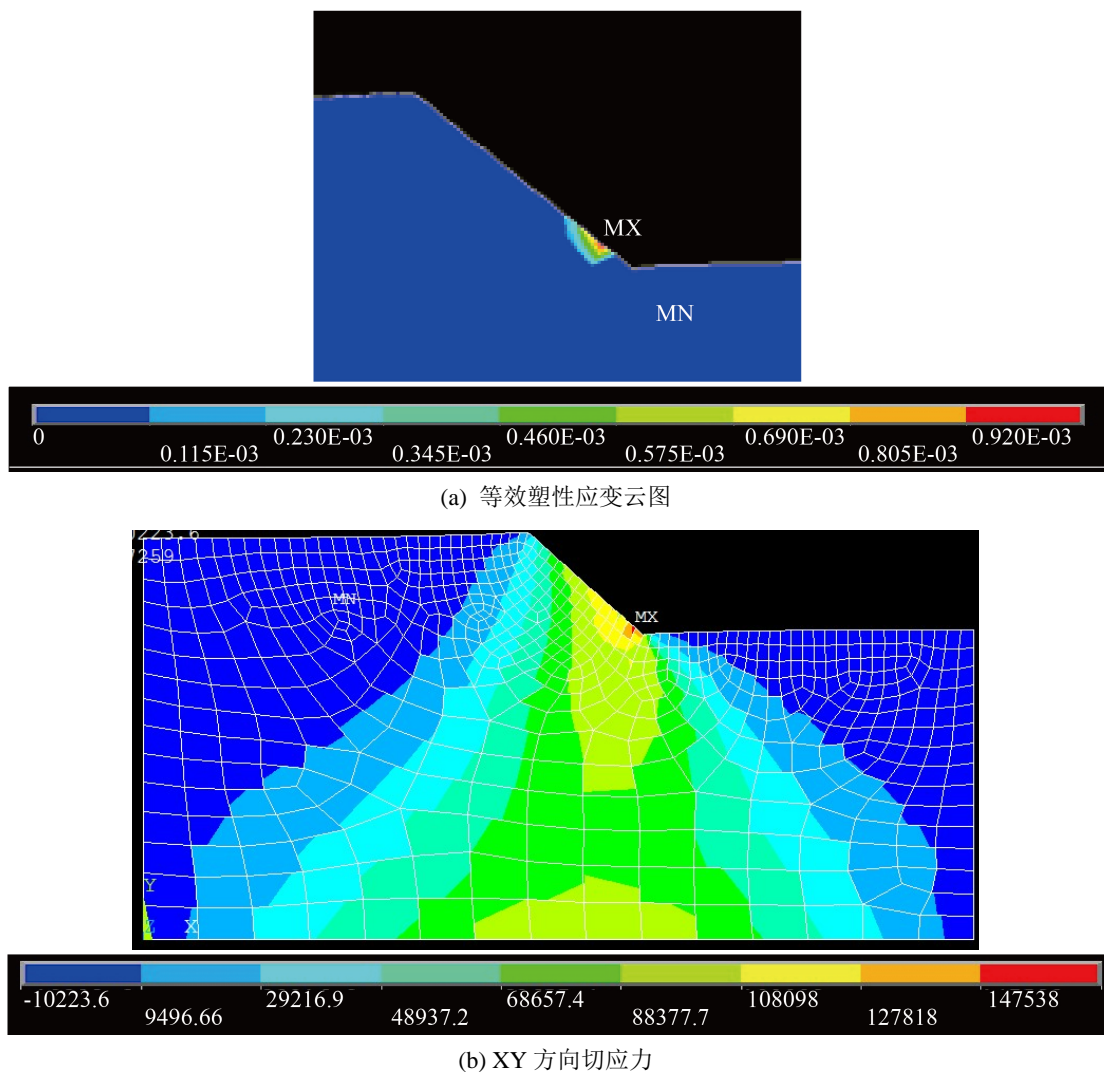 MX
MN
0 0.230E-03 0.460E-03 0.690E-03 0.920E-03
0.115E-03 0.345E-03 0.575E-03 0.805E-03
(a) 等效塑性应变云图
0223.6
7259
MN
MX
Y
Z X
-10223.6 29216.9 68657.4 108098 147538
9496.66 48937.2 88377.7 127818
(b) XY 方向切应力